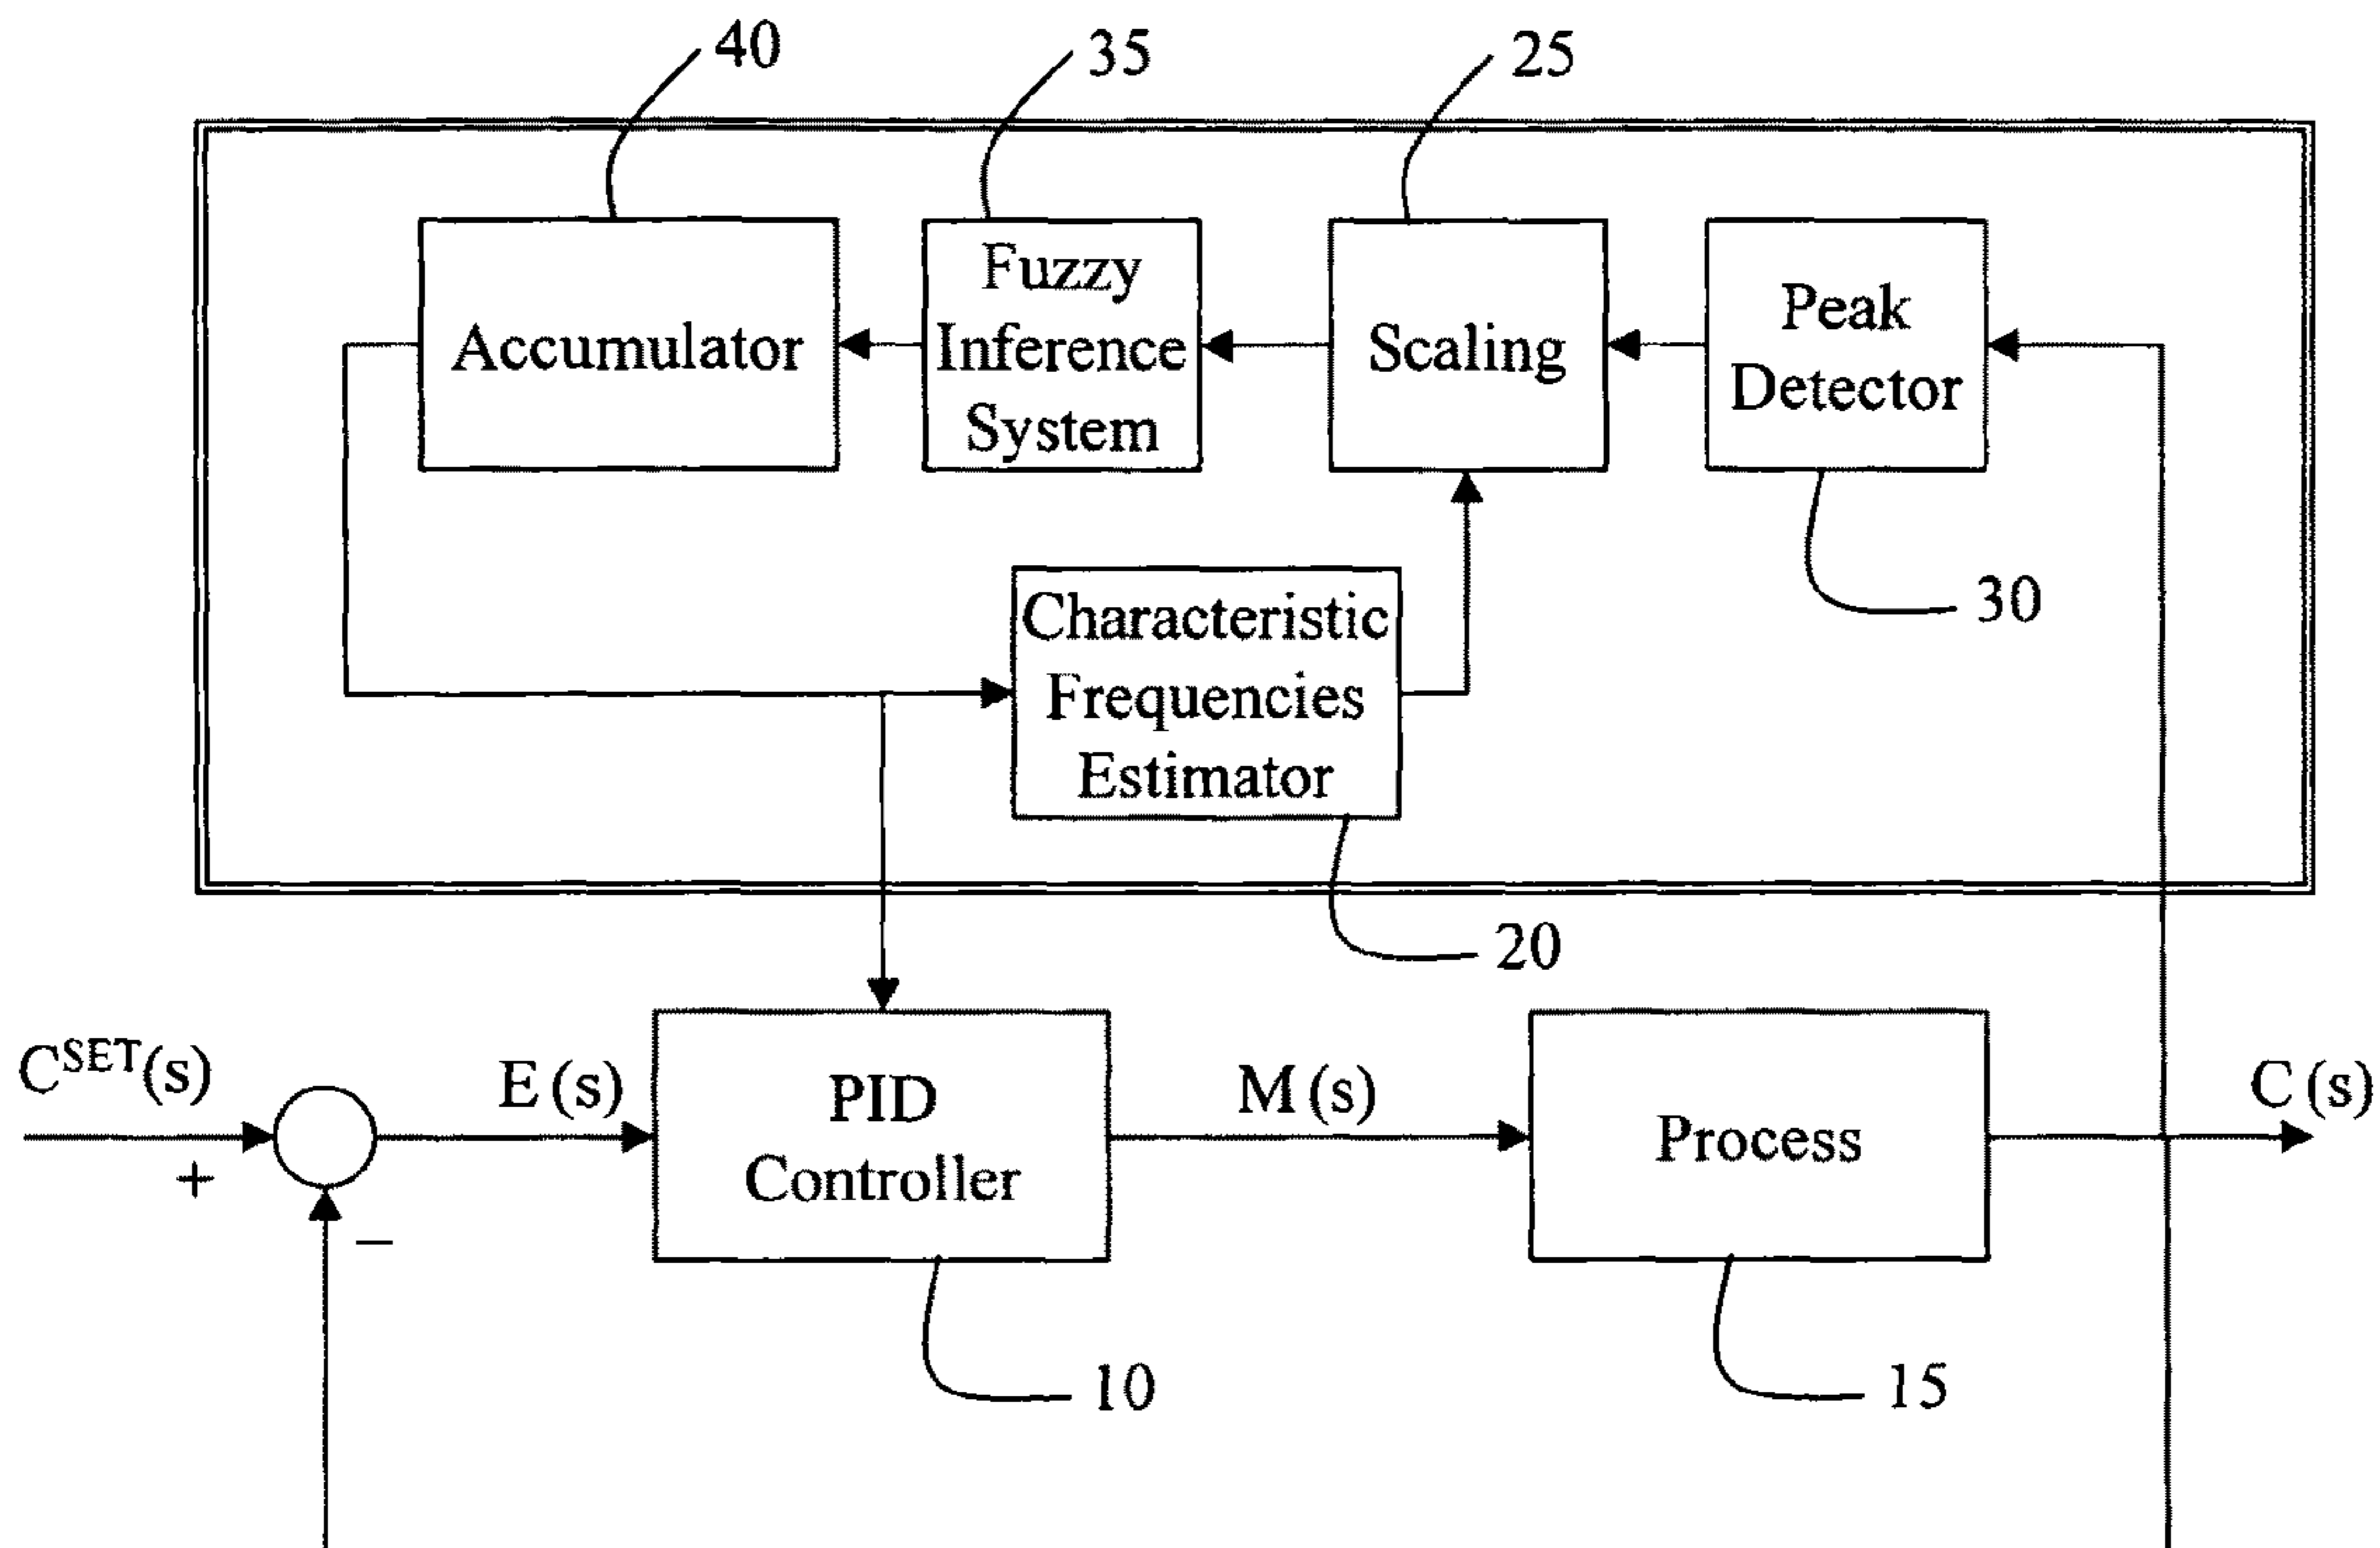 40
35
25
Accumulator
Fuzzy
Inference
System
Scaling
Peak
Detector
30
Characteristic
Frequencies
Estimator
20
C^SET(s)
+
−
E(s)
PID
Controller
M(s)
Process
C(s)
10
15